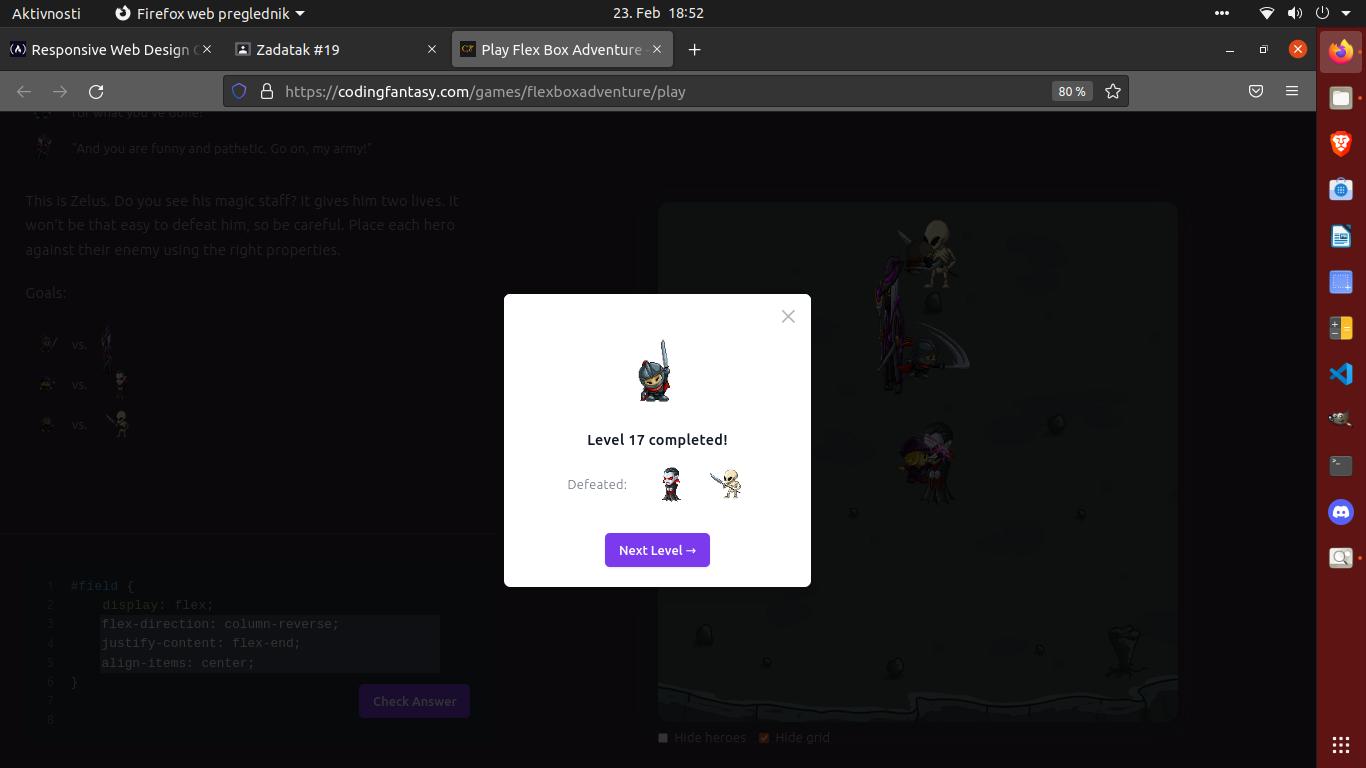 Aktivnosti
Firefox web preglednik
23. Feb 18:52
Responsive Web Design
Zadatak #19
Play Flex Box Adventure
https://codingfantasy.com/games/flexboxadventure/play
80 %
for what you've done!"
"And you are funny and pathetic. Go on, my army!"
This is Zelus. Do you see his magic staff? It gives him two lives. It
won't be that easy to defeat him, so be careful. Place each hero
against their enemy using the right properties.
Goals:
vs.
vs.
vs.
Level 17 completed!
Defeated:
Next Level →
1 #field {
2 display: flex;
3 flex-direction: column-reverse;
4 justify-content: flex-end;
5 align-items: center;
6 }
7
8
Check Answer
Hide heroes
Hide grid